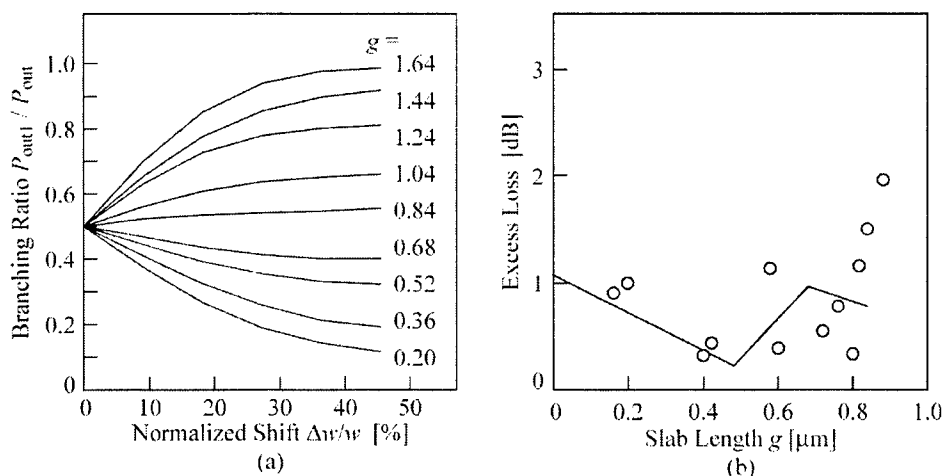 g =
1.64
1.44
1.24
1.04
0.84
0.68
0.52
0.36
0.20
1.0
0.8
0.6
0.4
0.2
0
Branching Ratio Pout1 / Pout
0 10 20 30 40 50
Normalized Shift Δw/w [%]
(a)
3
2
1
0
Excess Loss [dB]
0.2 0.4 0.6 0.8 1.0
Slab Length g [μm]
(b)